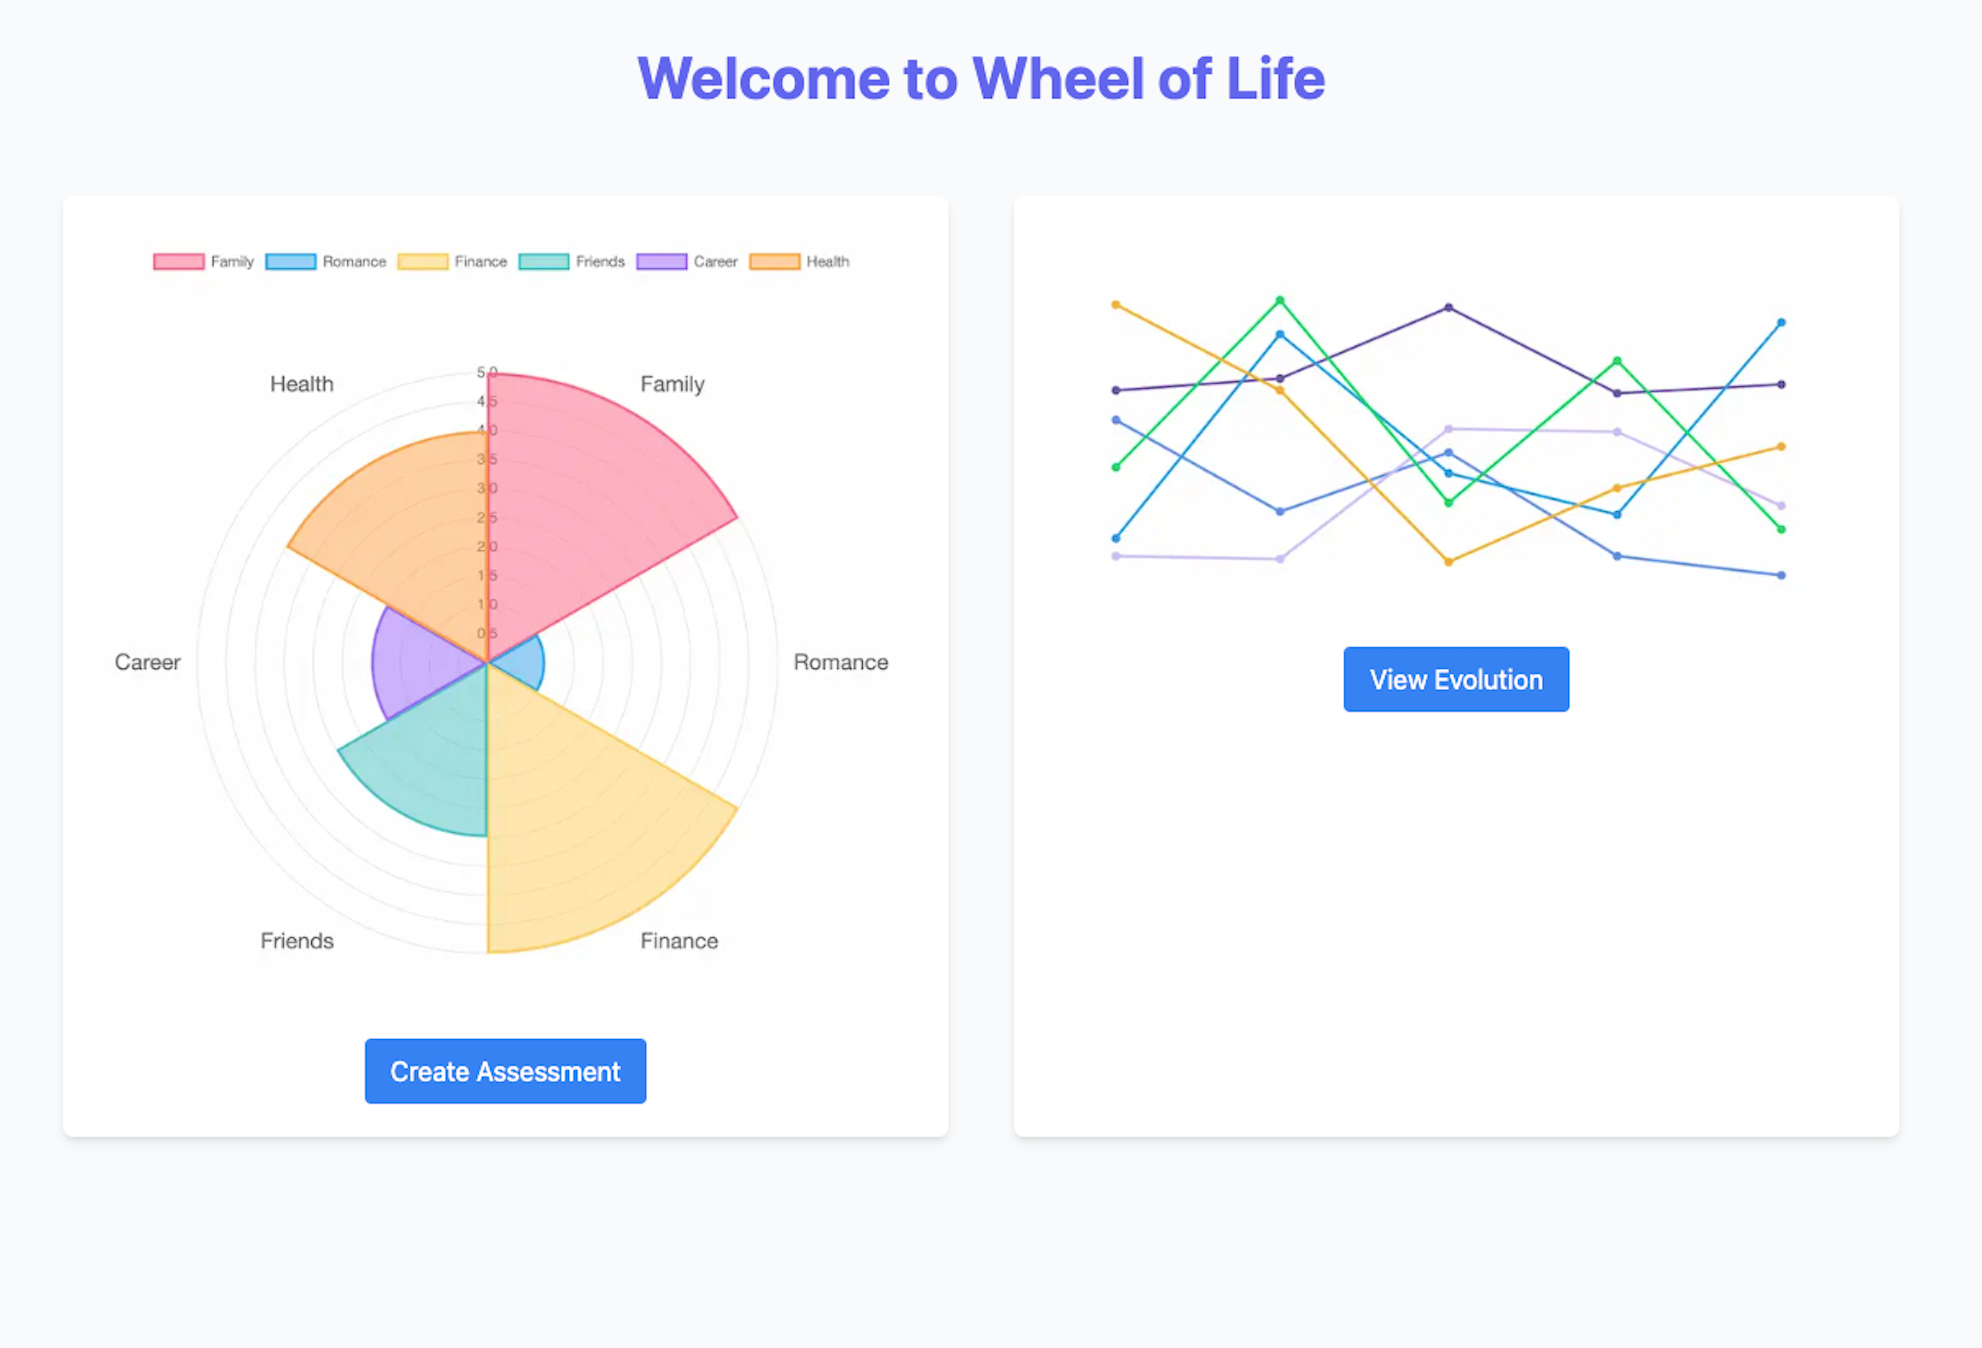 Welcome to Wheel of Life
Family Romance Finance Friends Career Health
Health
Family
5.0
4.5
4.0
3.5
3.0
2.5
2.0
1.5
1.0
0.5
Career
Romance
Friends
Finance
Create Assessment
View Evolution